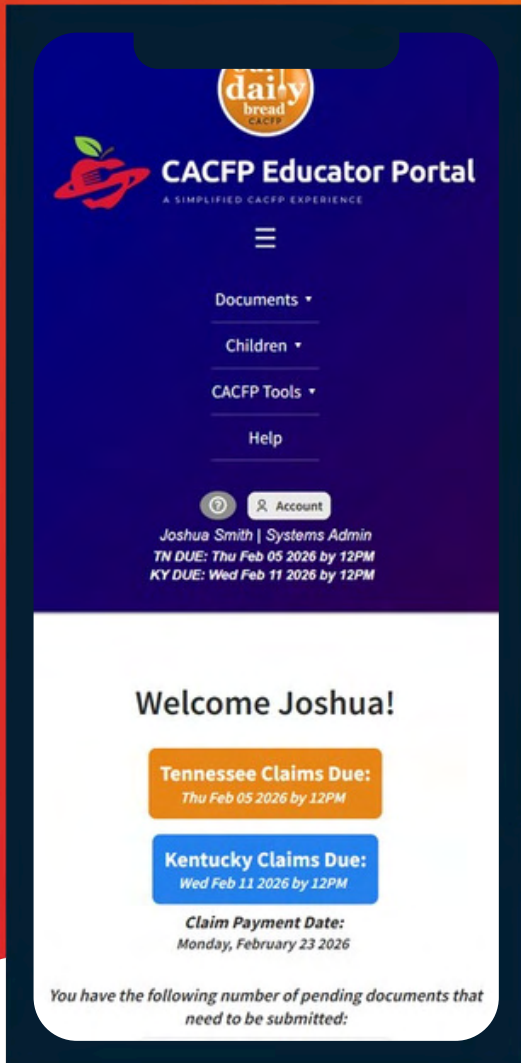 our
daily
bread
CACFP
CACFP Educator Portal
A SIMPLIFIED CACFP EXPERIENCE
Documents ▾
Children ▾
CACFP Tools ▾
Help
? Account
Joshua Smith | Systems Admin
TN DUE: Thu Feb 05 2026 by 12PM
KY DUE: Wed Feb 11 2026 by 12PM
Welcome Joshua!
Tennessee Claims Due:
Thu Feb 05 2026 by 12PM
Kentucky Claims Due:
Wed Feb 11 2026 by 12PM
Claim Payment Date:
Monday, February 23 2026
You have the following number of pending documents that
need to be submitted: